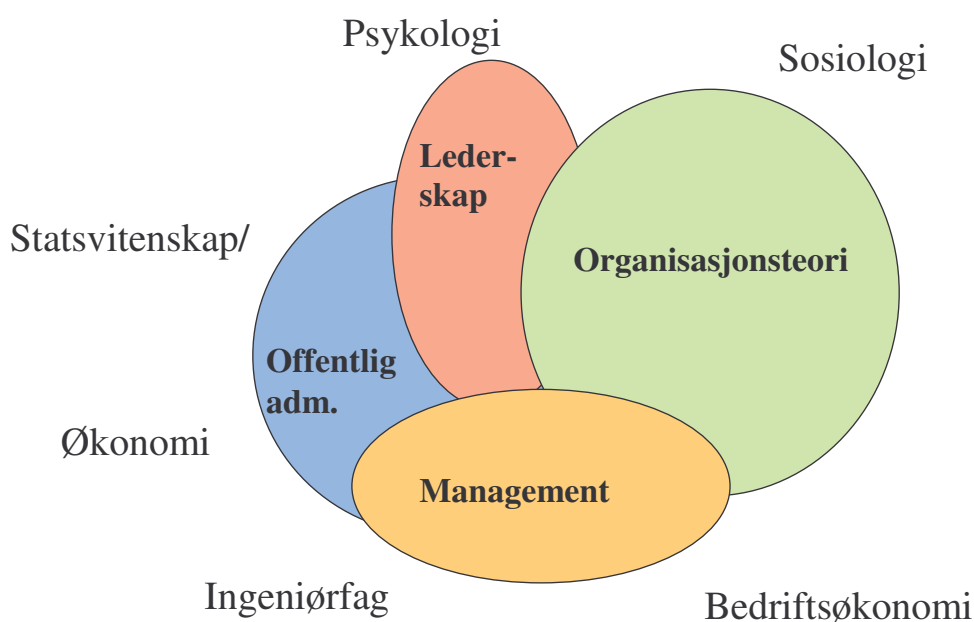 Psykologi
Sosiologi
Leder-
skap
Statsvitenskap/
Organisasjonsteori
Offentlig
adm.
Økonomi
Management
Ingeniørfag
Bedriftsøkonomi